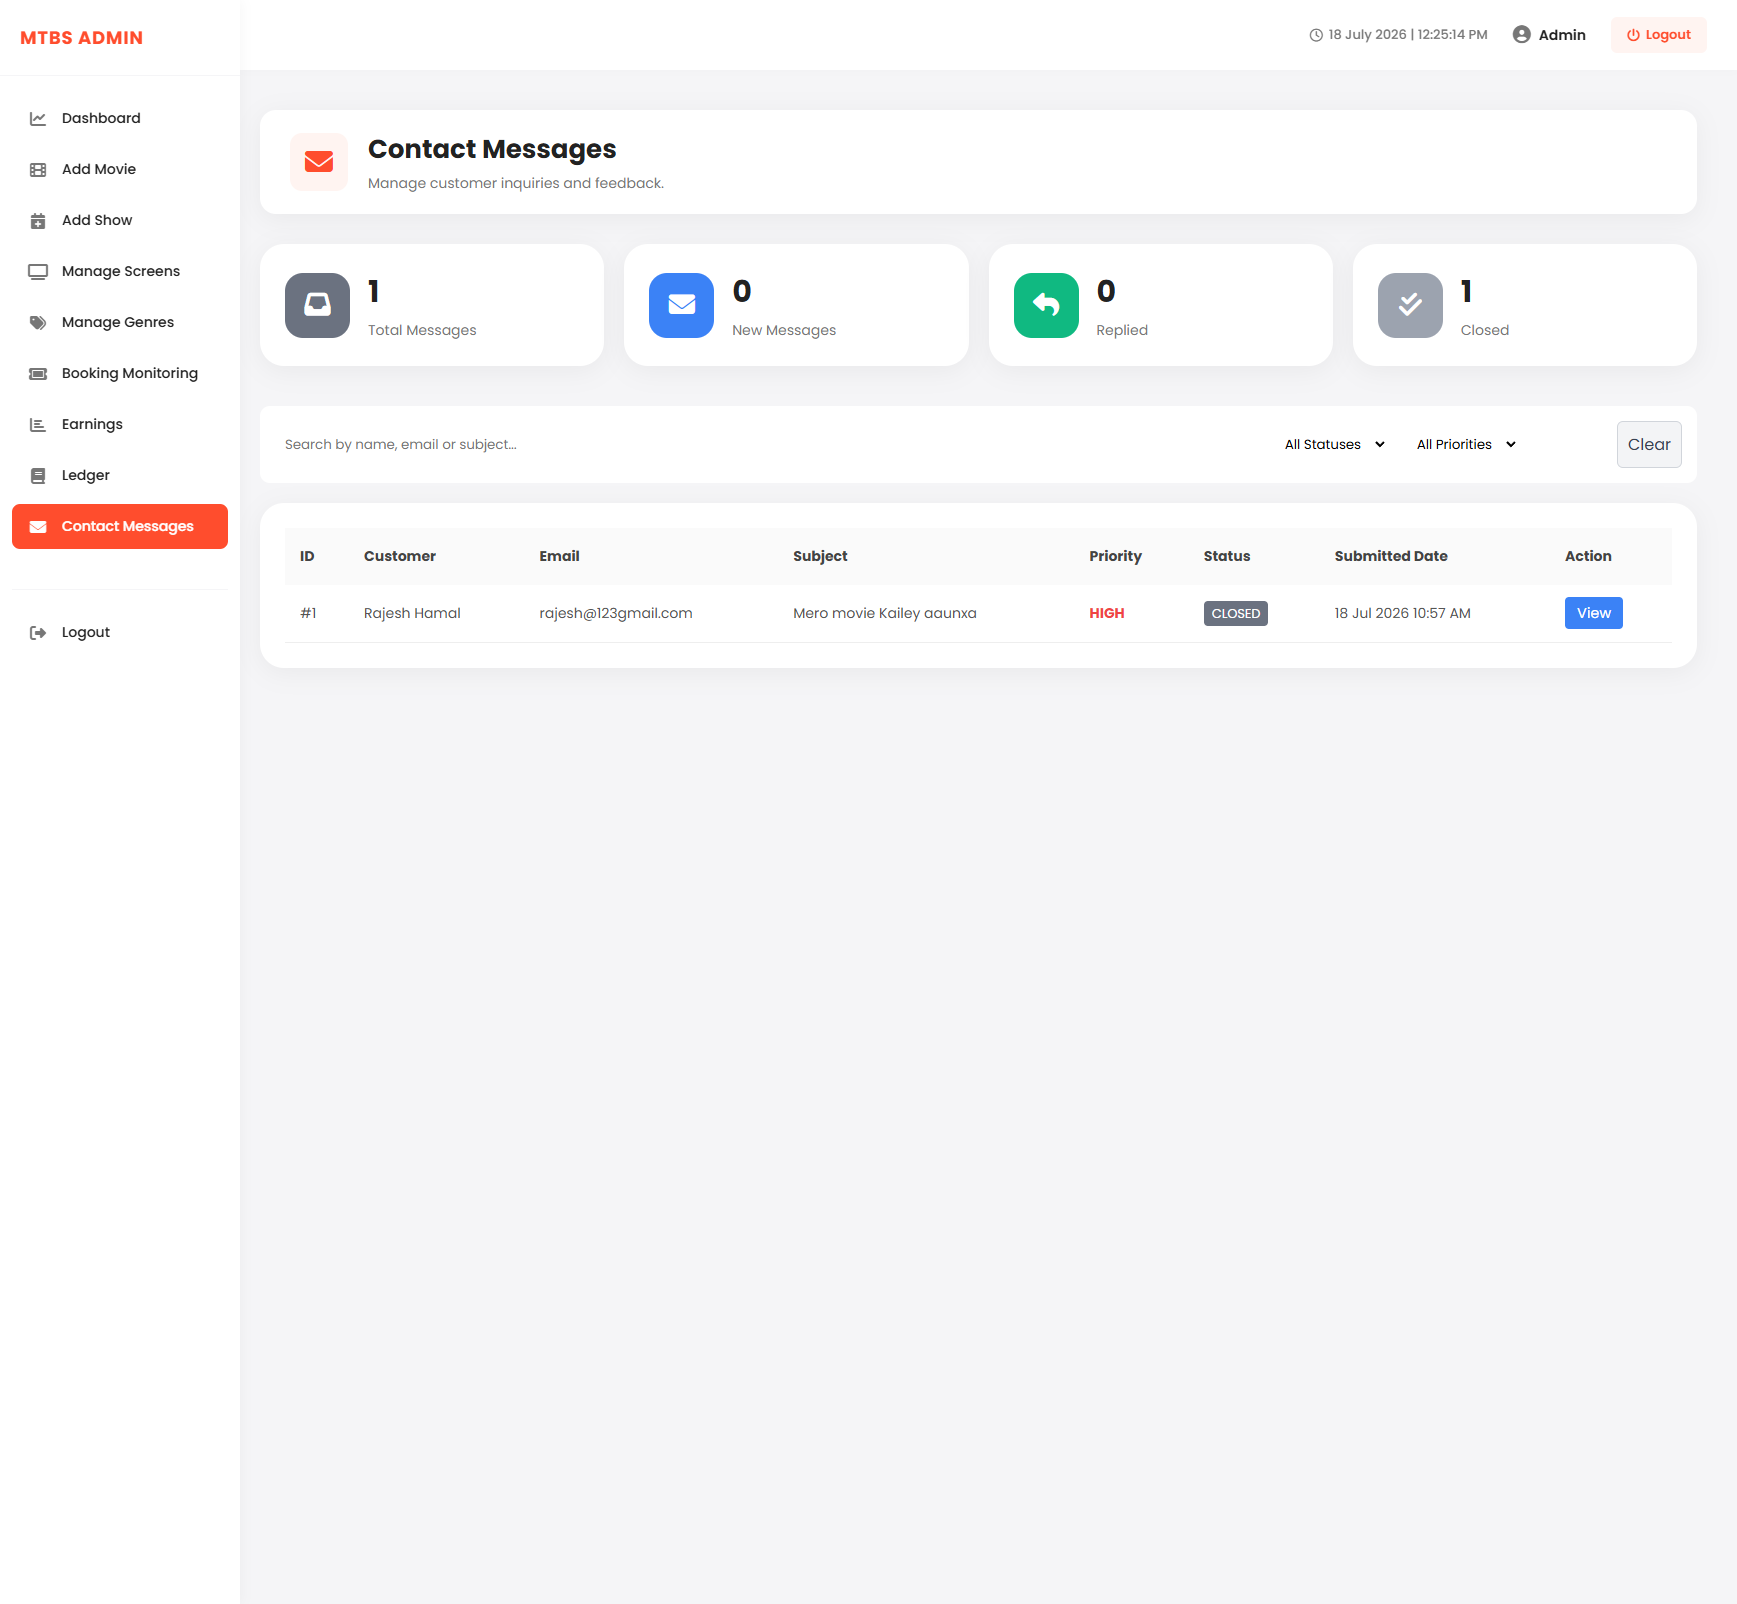 MTBS ADMIN
18 July 2026 | 12:25:14 PM
Admin
Logout
Dashboard
Add Movie
Add Show
Manage Screens
Manage Genres
Booking Monitoring
Earnings
Ledger
Contact Messages
Logout
Contact Messages
Manage customer inquiries and feedback.
1
Total Messages
0
New Messages
0
Replied
1
Closed
Search by name, email or subject...
All Statuses
All Priorities
Clear
ID Customer Email Subject Priority Status Submitted Date Action
#1 Rajesh Hamal rajesh@123gmail.com Mero movie Kailey aaunxa HIGH CLOSED 18 Jul 2026 10:57 AM View